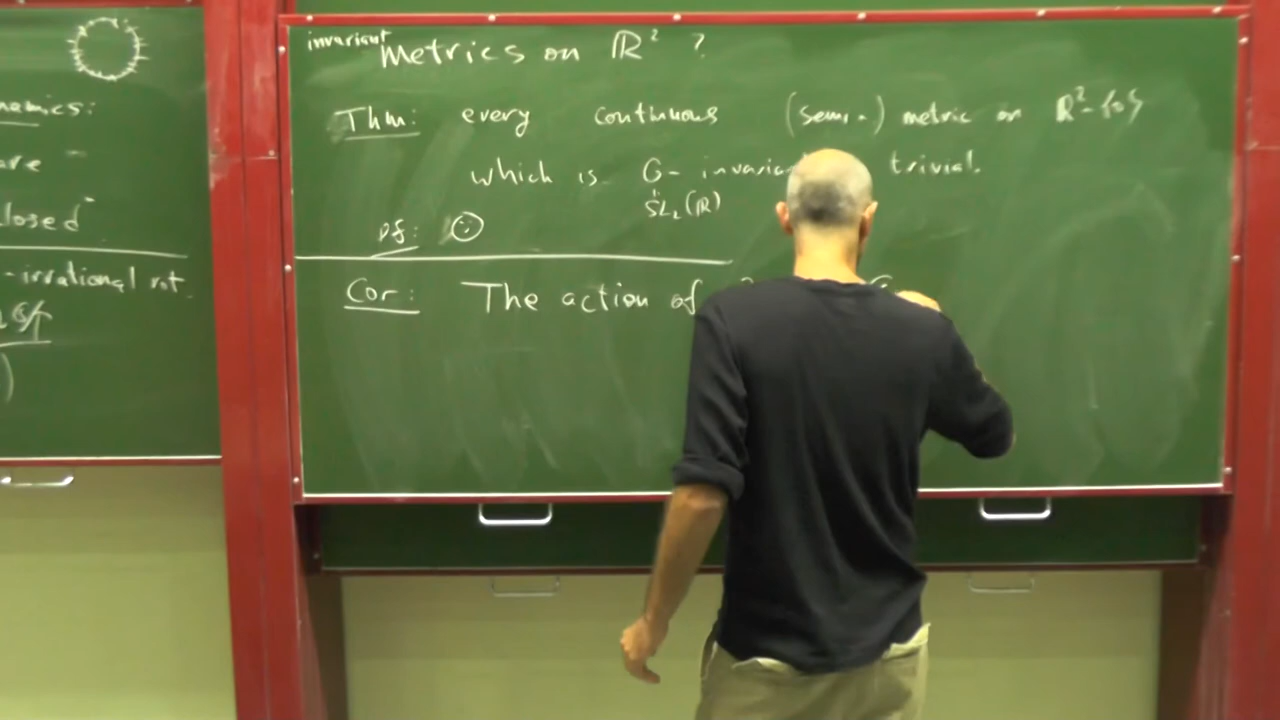 namics:
are
closed"
-irrational rot.
G/Γ
)
invariant Metrics on ℝ² ?
Thm: every continuous (semi-) metric on ℝ²-{0}
which is G- invaria trivial.
SL₂(ℝ)
pf: ☺
Cor: The action of